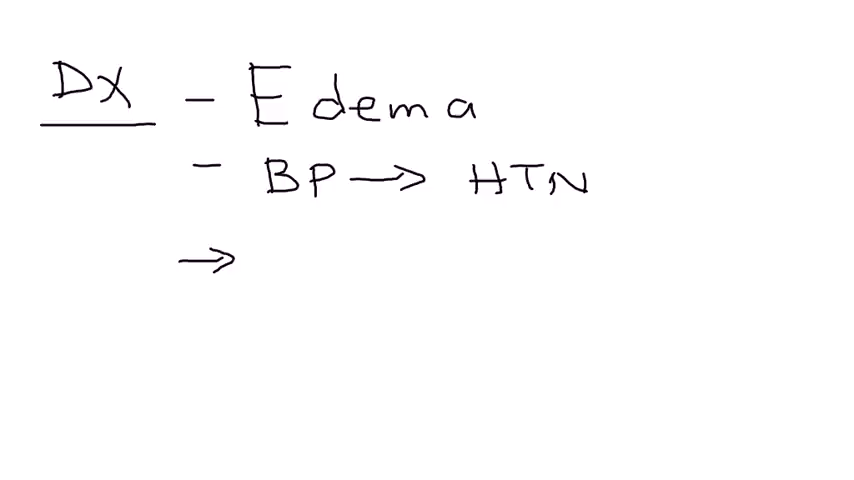 DX - Edema
- BP → HTN
→